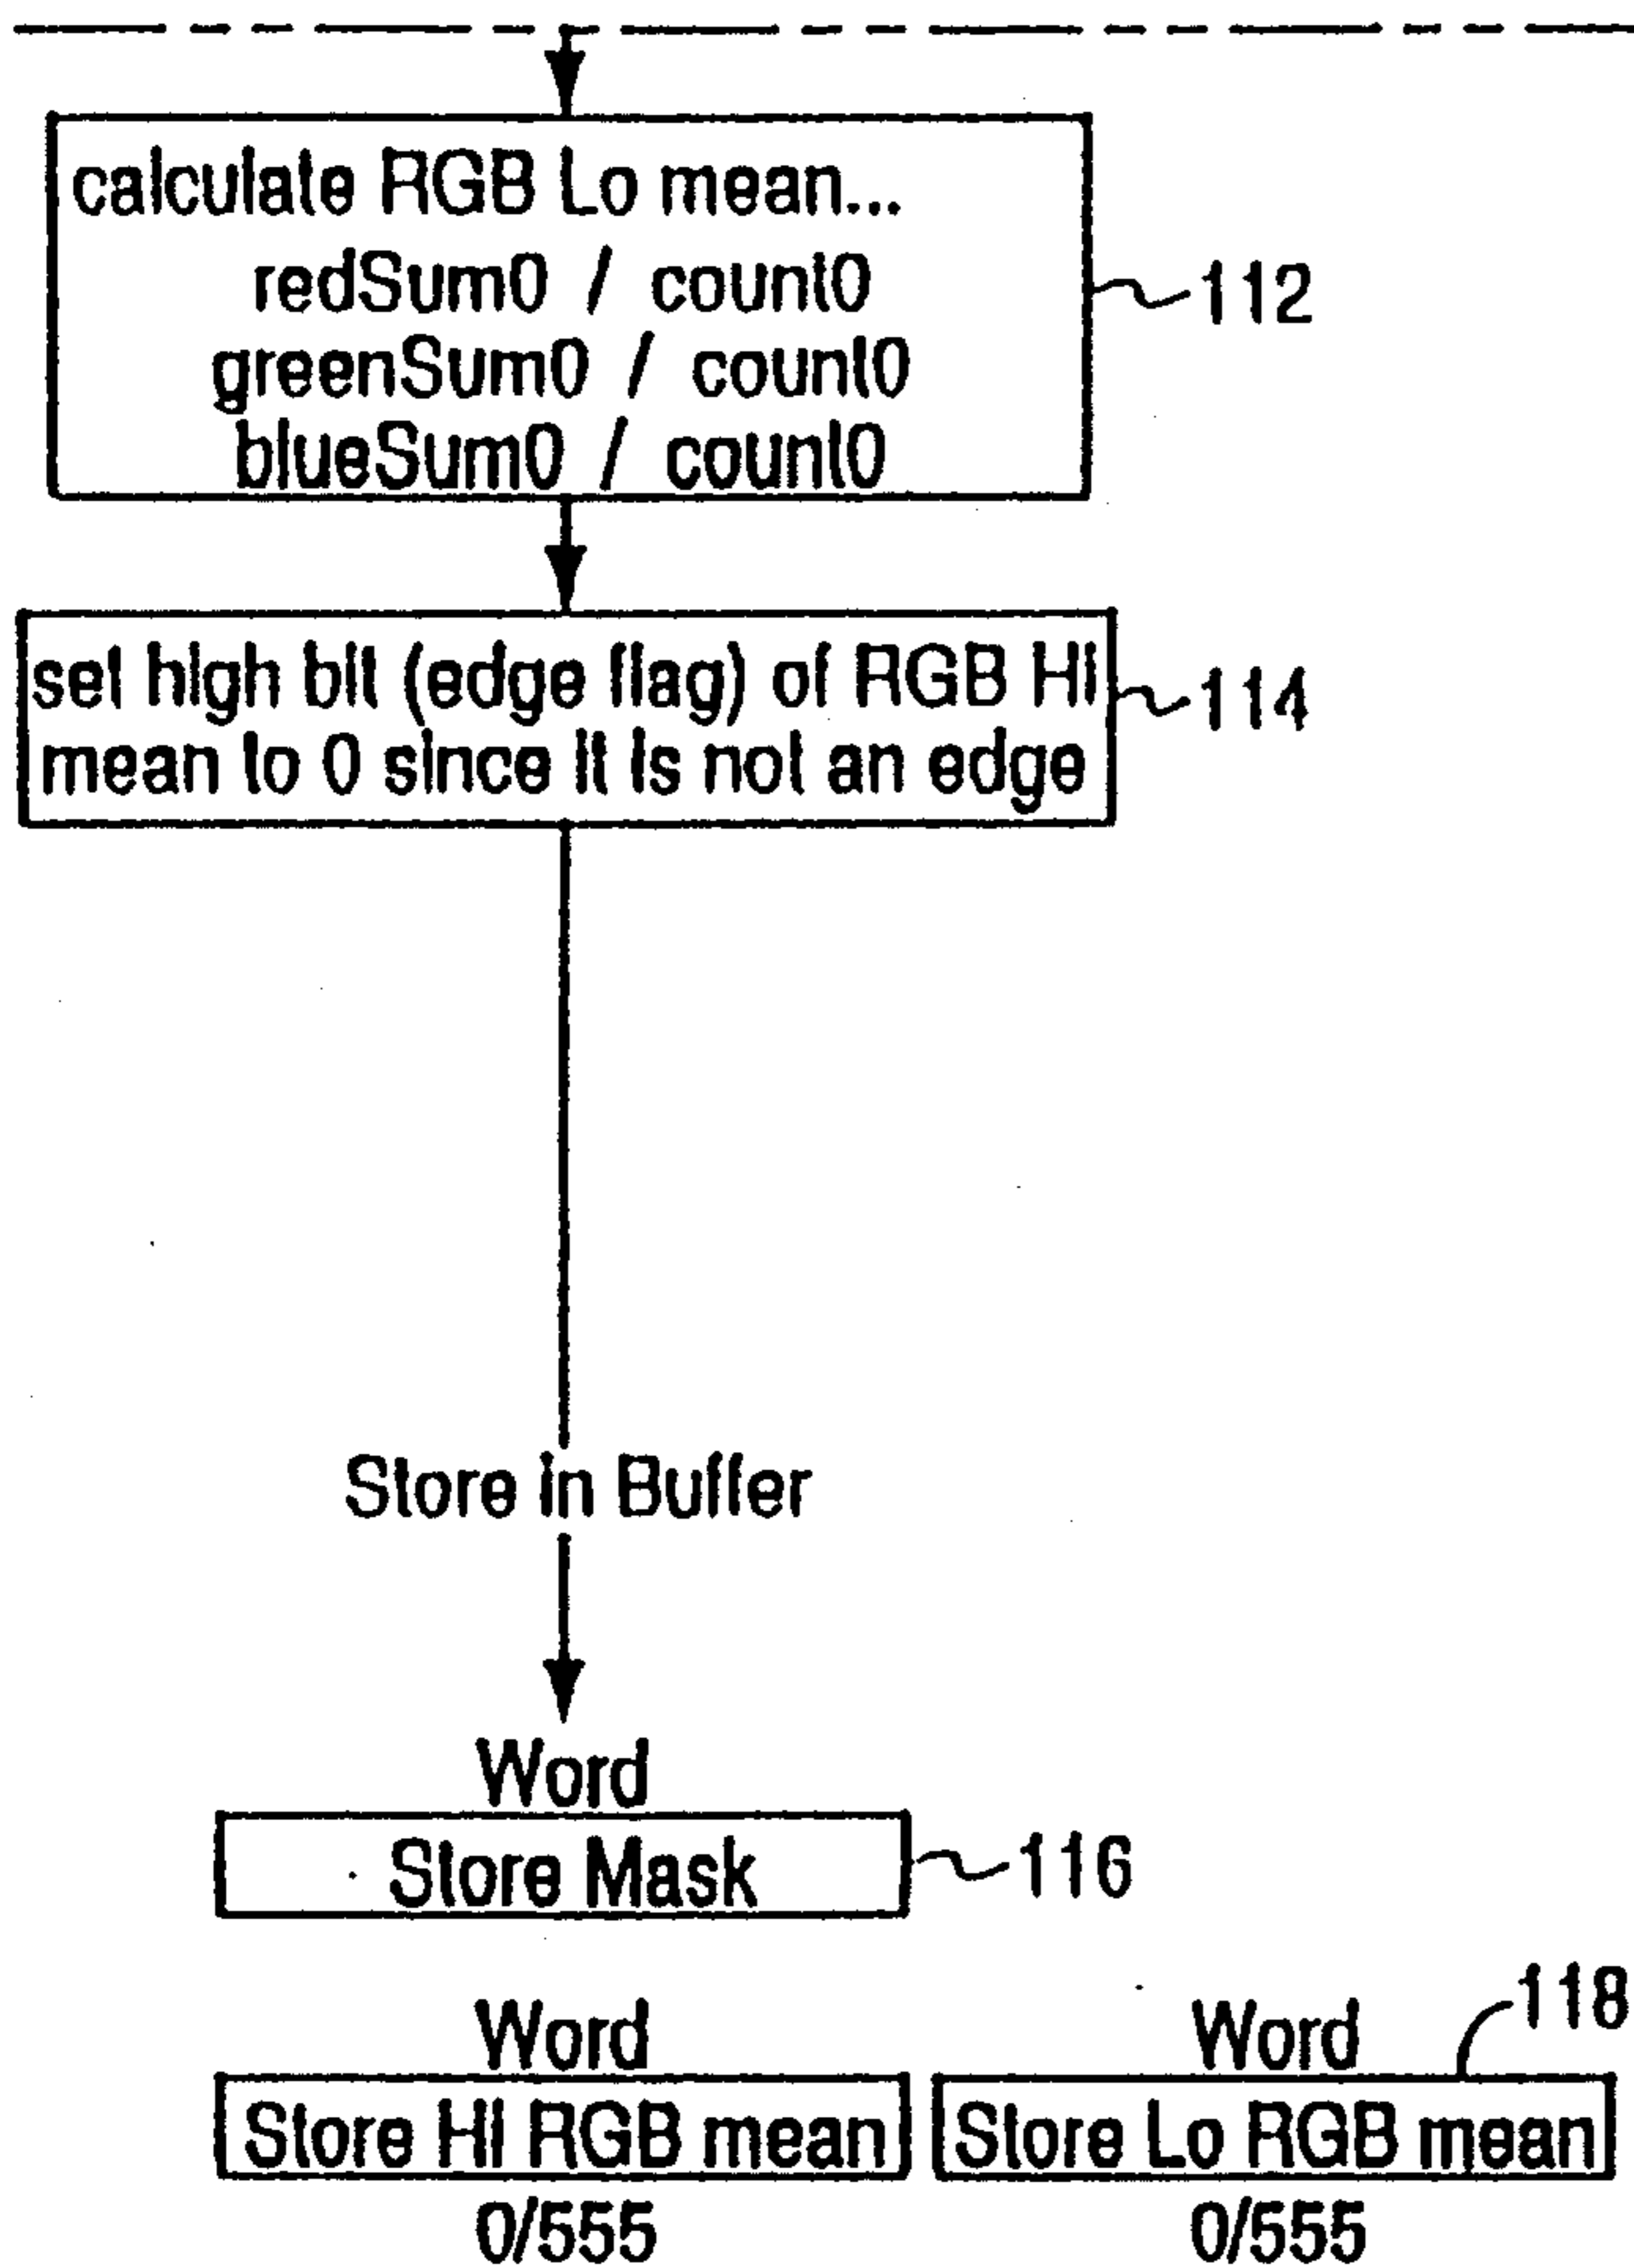 calculate RGB Lo mean...
redSum0 / count0
greenSum0 / count0
blueSum0 / count0
112
set high bit (edge flag) of RGB Hi
mean to 0 since it is not an edge
114
Store in Buffer
Word
Store Mask
116
Word
Word
118
Store Hi RGB mean
Store Lo RGB mean
0/555
0/555